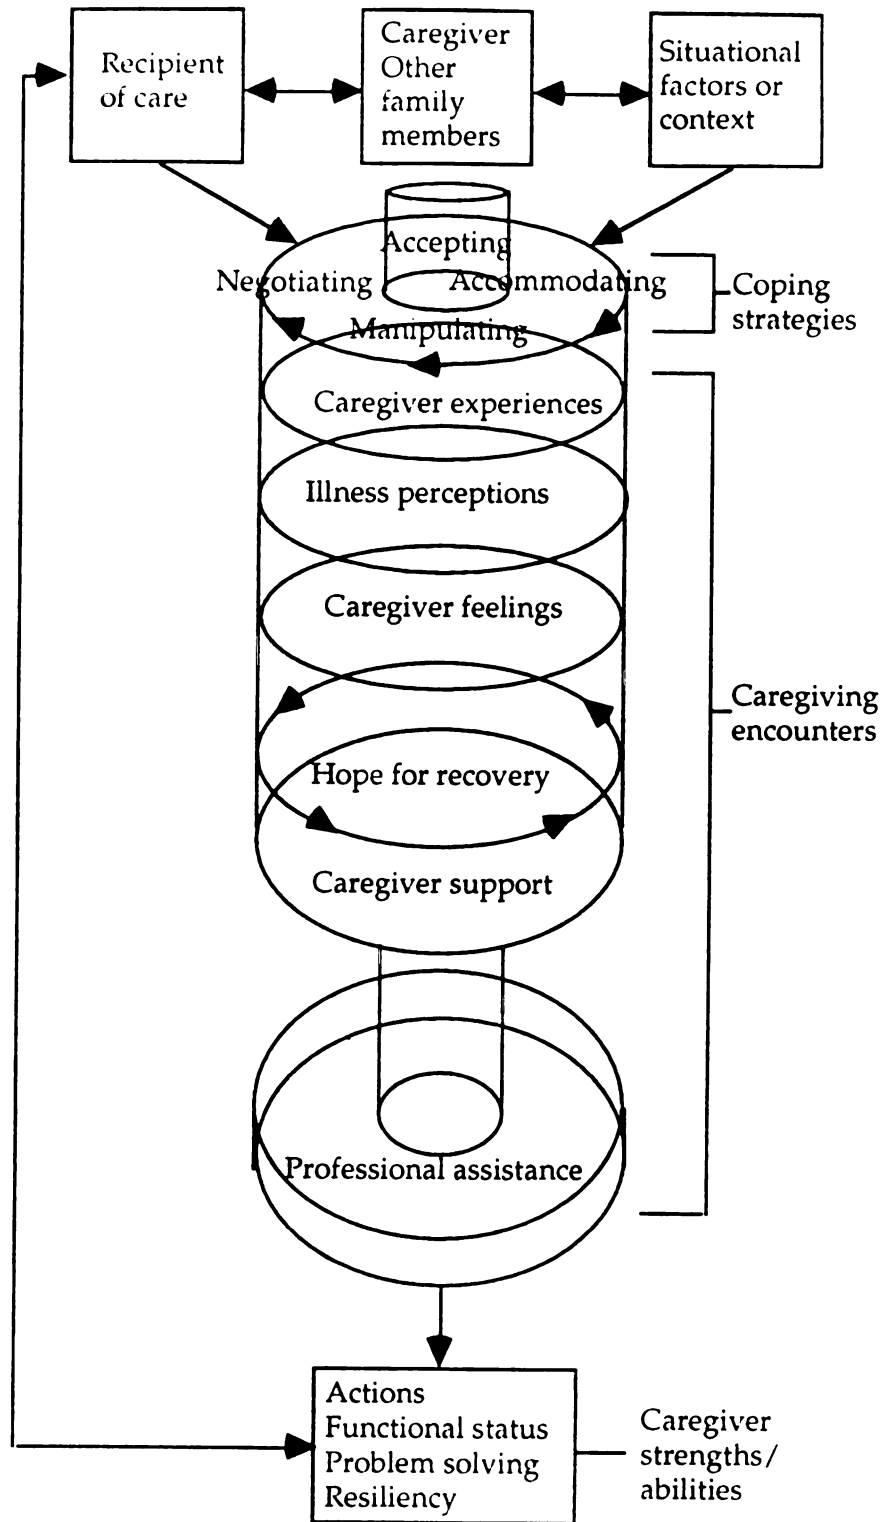 Recipient
of care
Caregiver
Other
family
members
Situational
factors or
context
Accepting
Negotiating
Accommodating
Manipulating
Coping
strategies
Caregiver experiences
Illness perceptions
Caregiver feelings
Hope for recovery
Caregiver support
Caregiving
encounters
Professional assistance
Actions
Functional status
Problem solving
Resiliency
Caregiver
strengths/
abilities